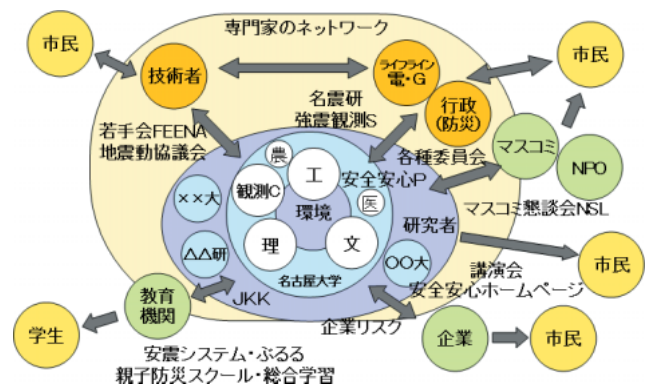 専門家のネットワーク
市民
技術者
ライフライン
電・G
市民
行政
(防災)
名震研
強震観測S
若手会FEENA
地震動協議会
マスコミ
NPO
各種委員会
安全安心P
農
工
医
観測C
環境
理
文
名古屋大学
××大
△△研
○○大
研究者
マスコミ懇談会NSL
市民
講演会
安全安心ホームページ
JKK
教育
機関
企業リスク
学生
企業
市民
安震システム・ぶるる
親子防災スクール・総合学習